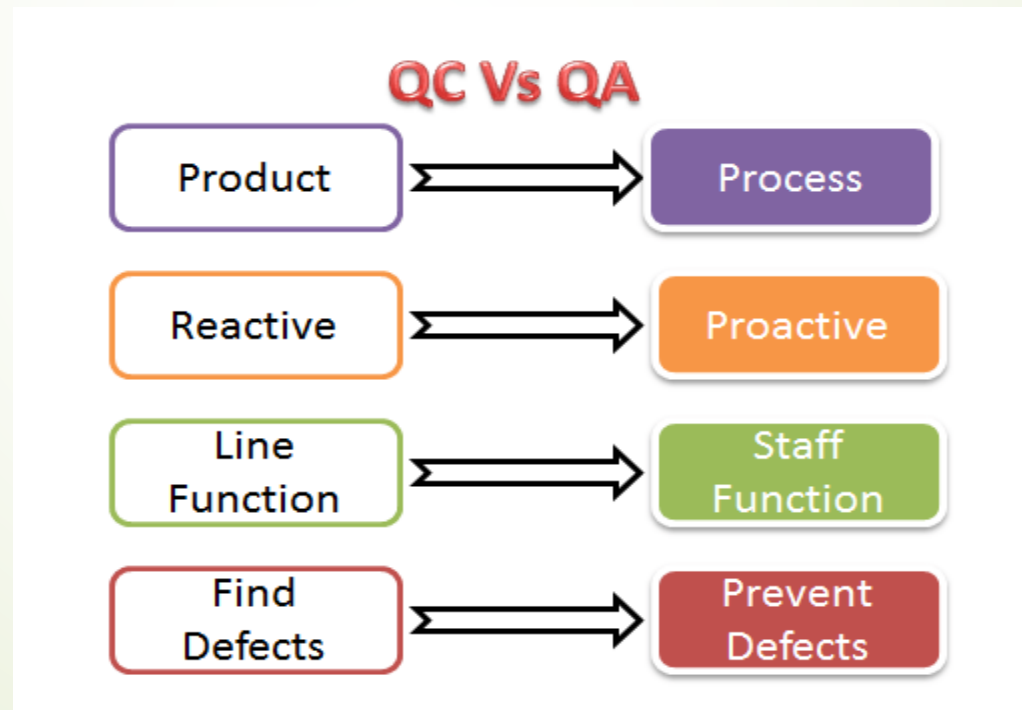 QC Vs QA
Product
Process
Reactive
Proactive
Line
Function
Staff
Function
Find
Defects
Prevent
Defects